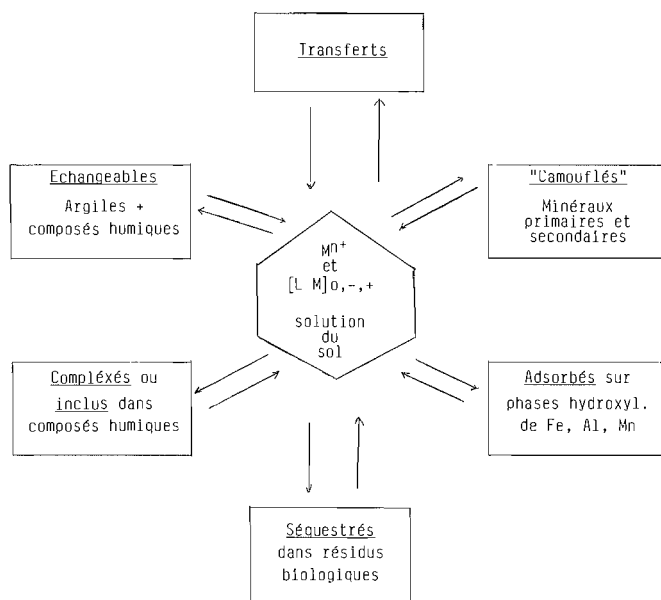 Transferts
Echangeables
Argiles +
composés humiques
"Camouflés"
Minéraux
primaires et
secondaires
Mn+
et
[L M]o,-,+
solution
du
sol
Compléxés ou
inclus dans
composés humiques
Adsorbés sur
phases hydroxyl.
de Fe, Al, Mn
Séquestrés
dans résidus
biologiques